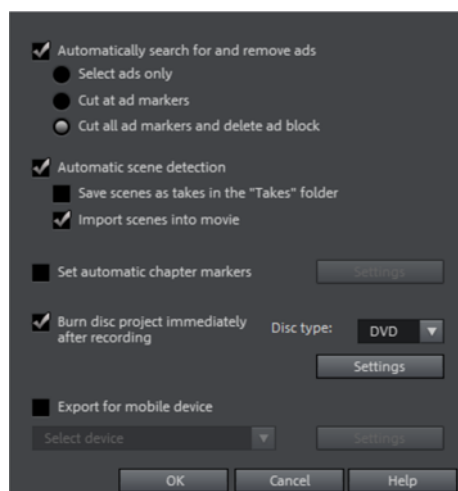 Automatically search for and remove ads
Select ads only
Cut at ad markers
Cut all ad markers and delete ad block
Automatic scene detection
Save scenes as takes in the "Takes" folder
Import scenes into movie
Set automatic chapter markers
Settings
Burn disc project immediately
after recording
Disc type:
DVD
Settings
Export for mobile device
Select device
Settings
OK
Cancel
Help